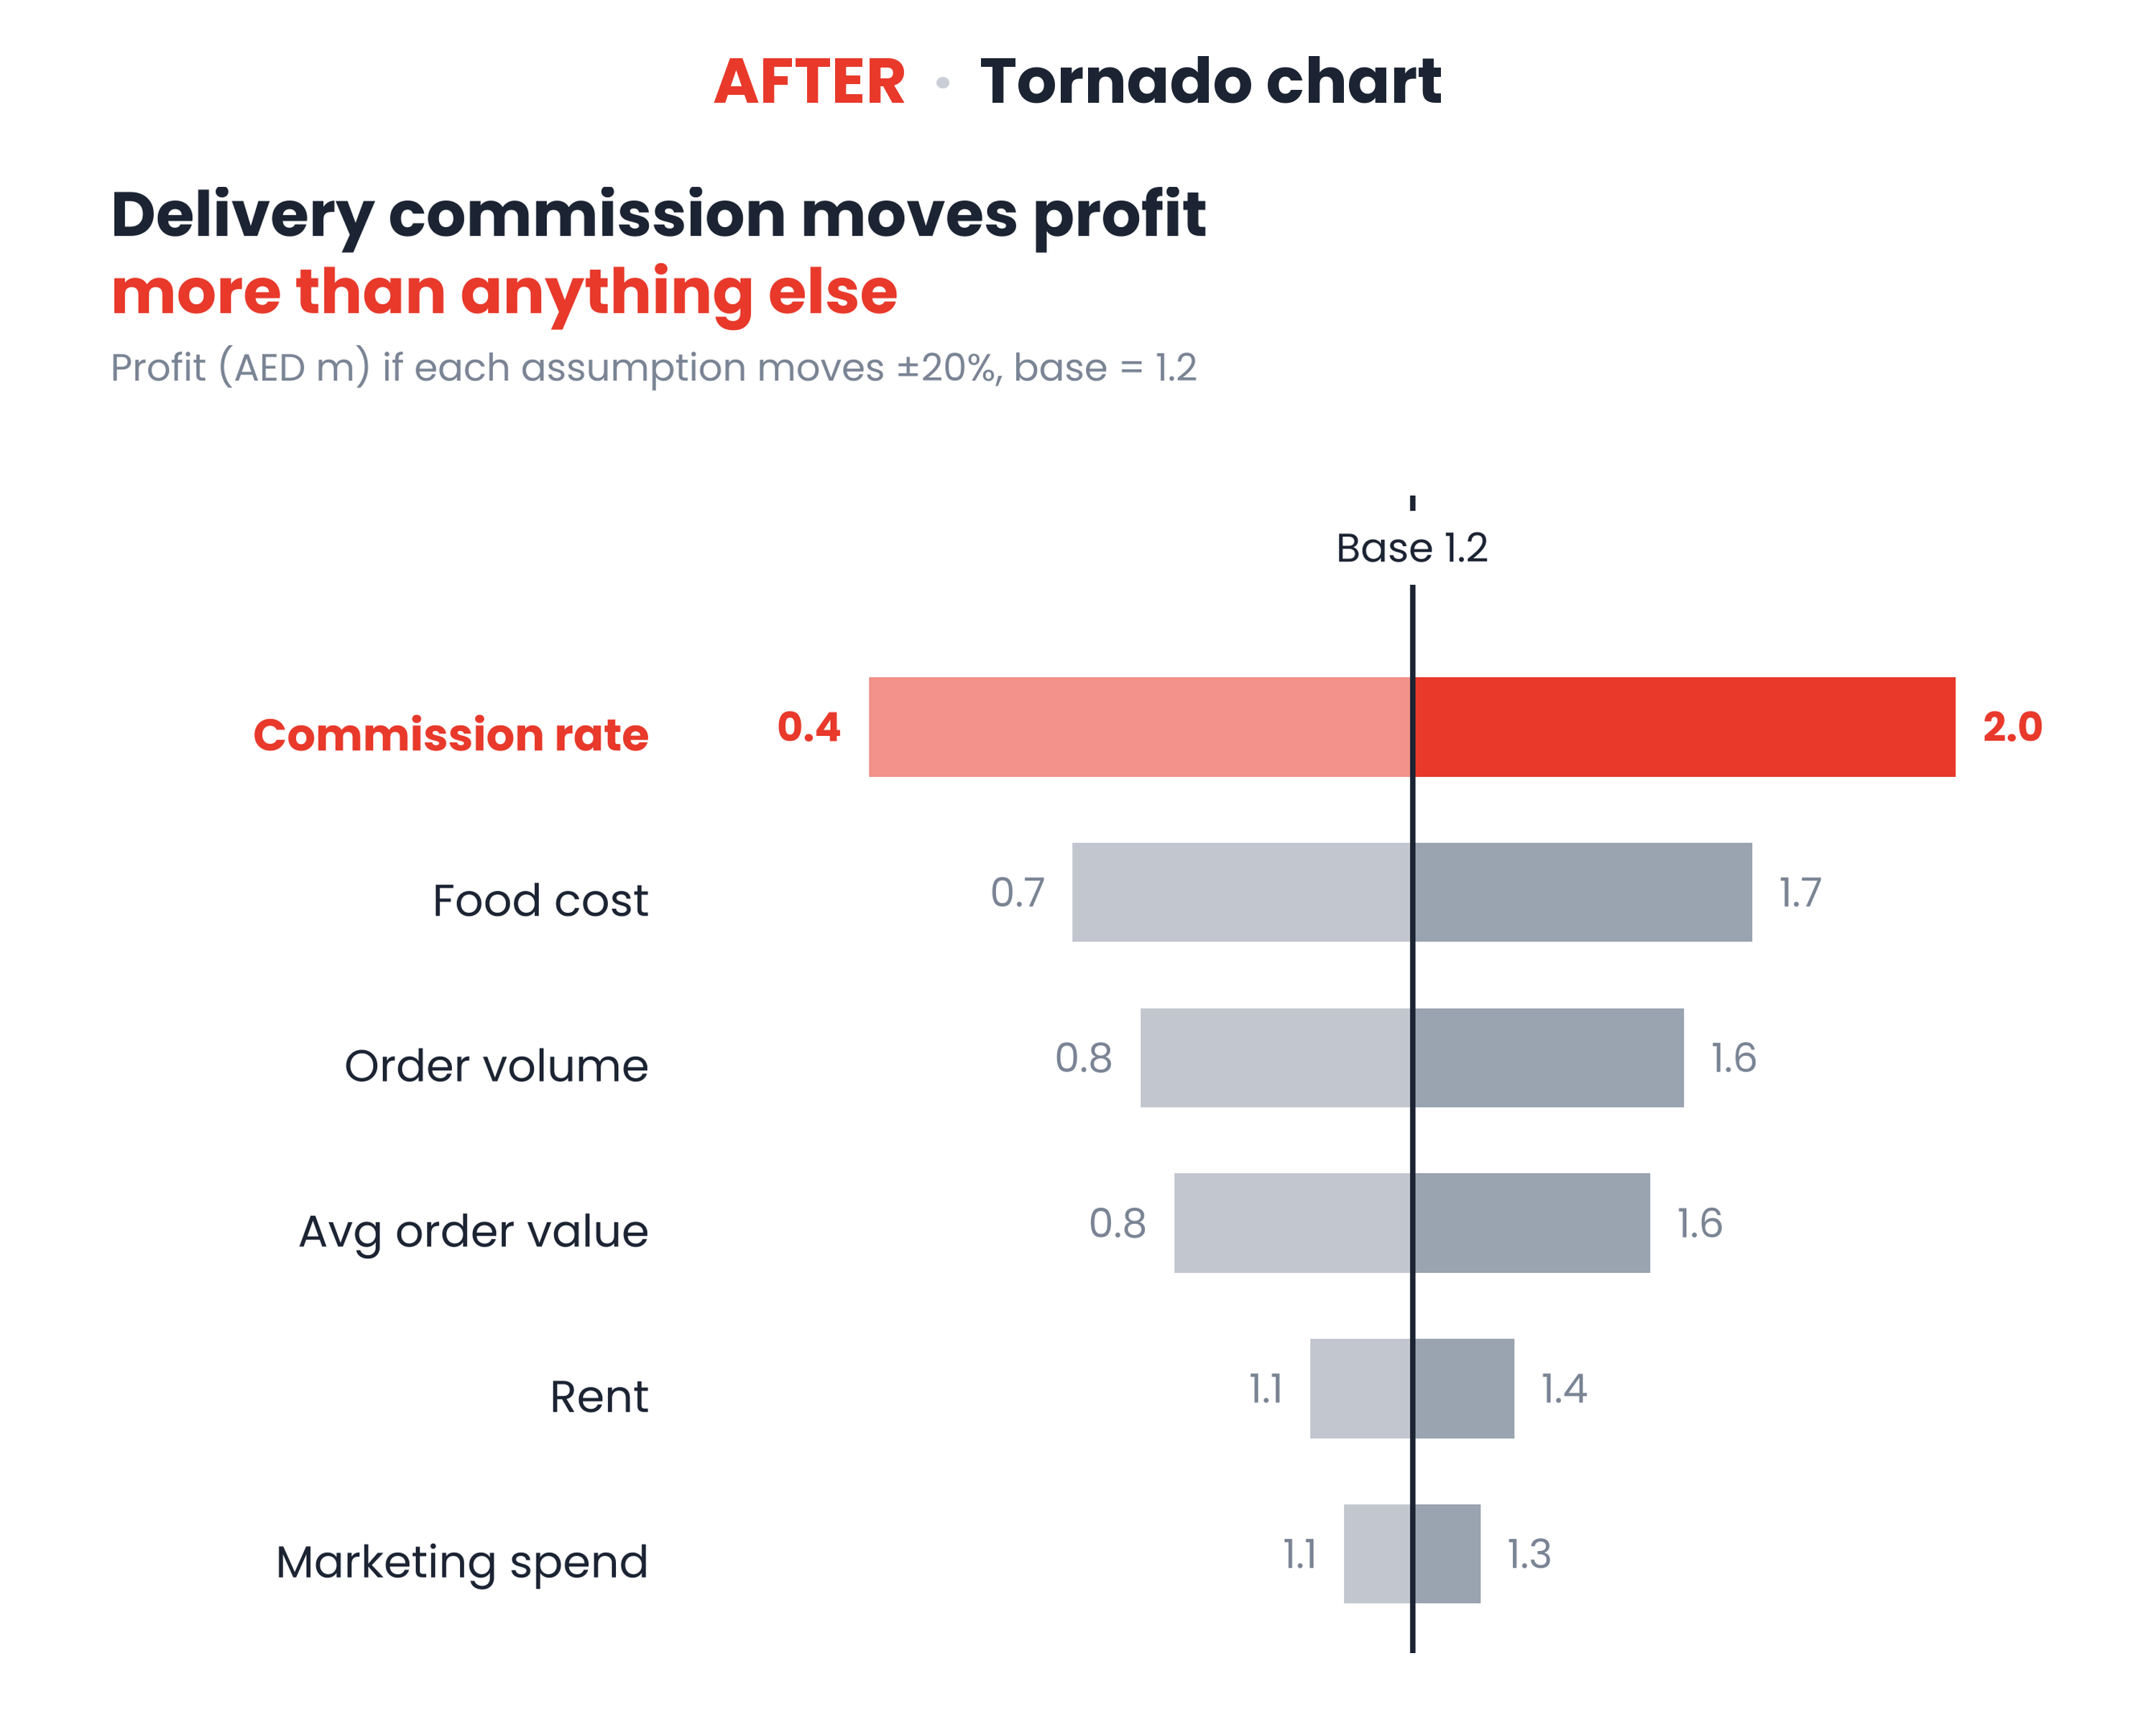 AFTER • Tornado chart
Delivery commission moves profit
more than anything else
Profit (AED m) if each assumption moves ±20%, base = 1.2
Base 1.2
Commission rate 0.4 2.0
Food cost 0.7 1.7
Order volume 0.8 1.6
Avg order value 0.8 1.6
Rent 1.1 1.4
Marketing spend 1.1 1.3